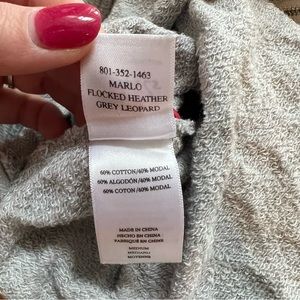 801-352-1463
MARLO
FLOCKED HEATHER
GREY LEOPARD
60% COTTON/40% MODAL
60% ALGODÓN/40% MODAL
60% COTON/40% MODAL
MADE IN CHINA
HECHO EN CHINA
FABRIQUÉ EN CHINE
MEDIUM
MEDIANO
MOYENNE